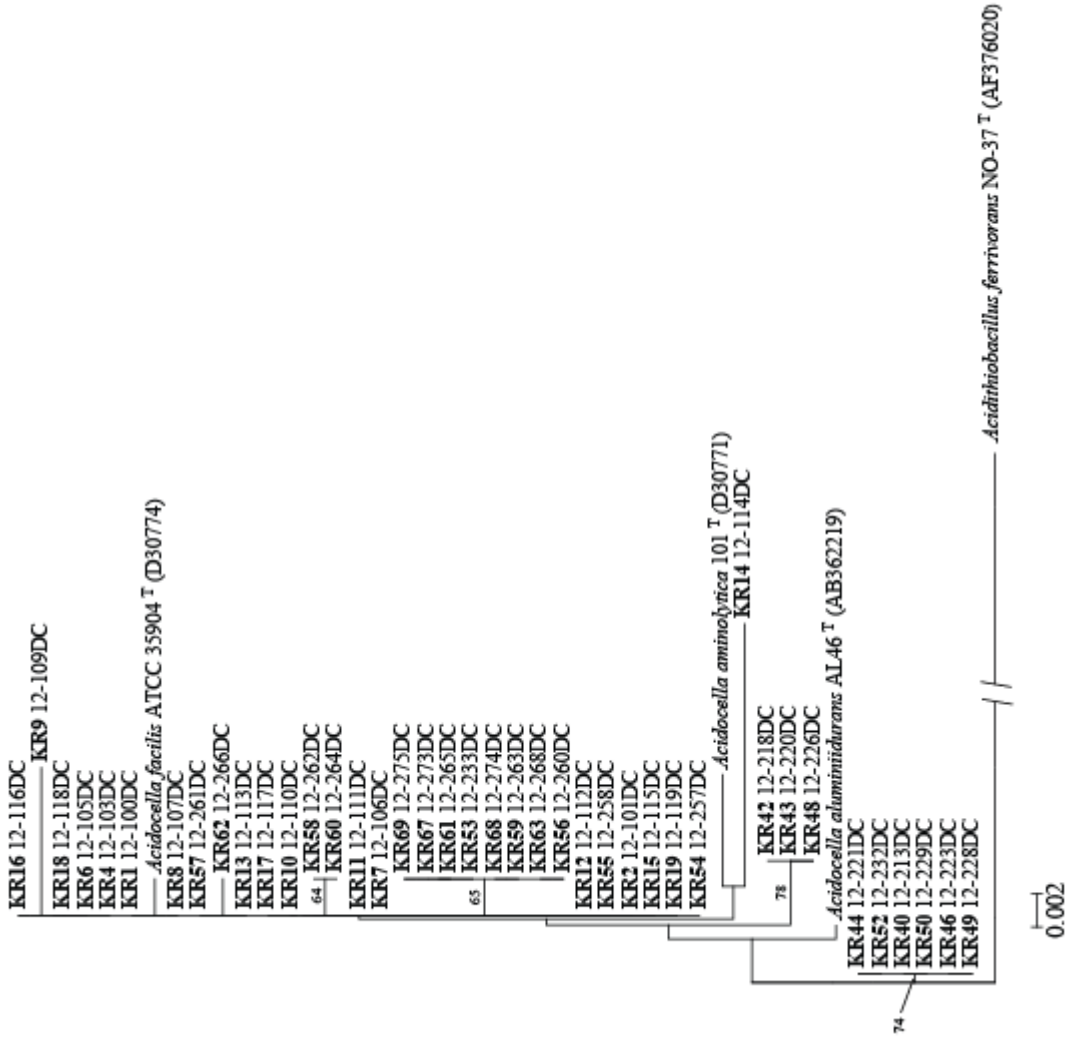 KR16 12-116DC
KR9 12-109DC
KR18 12-118DC
KR6 12-105DC
KR4 12-103DC
KR1 12-100DC
Acidocella facilis ATCC 35904 T (D30774)
KR8 12-107DC
KR57 12-261DC
KR62 12-266DC
KR13 12-113DC
KR17 12-117DC
KR10 12-110DC
KR58 12-262DC
64
KR60 12-264DC
KR11 12-111DC
KR7 12-106DC
KR69 12-275DC
KR67 12-273DC
KR61 12-265DC
KR53 12-233DC
65
KR68 12-274DC
KR59 12-263DC
KR63 12-268DC
KR56 12-260DC
KR12 12-112DC
KR55 12-258DC
KR2 12-101DC
KR15 12-115DC
KR19 12-119DC
KR54 12-257DC
Acidocella aminolytica 101 T (D30771)
KR14 12-114DC
KR42 12-218DC
78
KR43 12-220DC
KR48 12-226DC
Acidocella aluminiidurans AL46 T (AB362219)
KR44 12-221DC
KR52 12-232DC
KR40 12-213DC
74
KR50 12-229DC
KR46 12-223DC
KR49 12-228DC
Acidithiobacillus ferrivorans NO-37 T (AF376020)
0.002